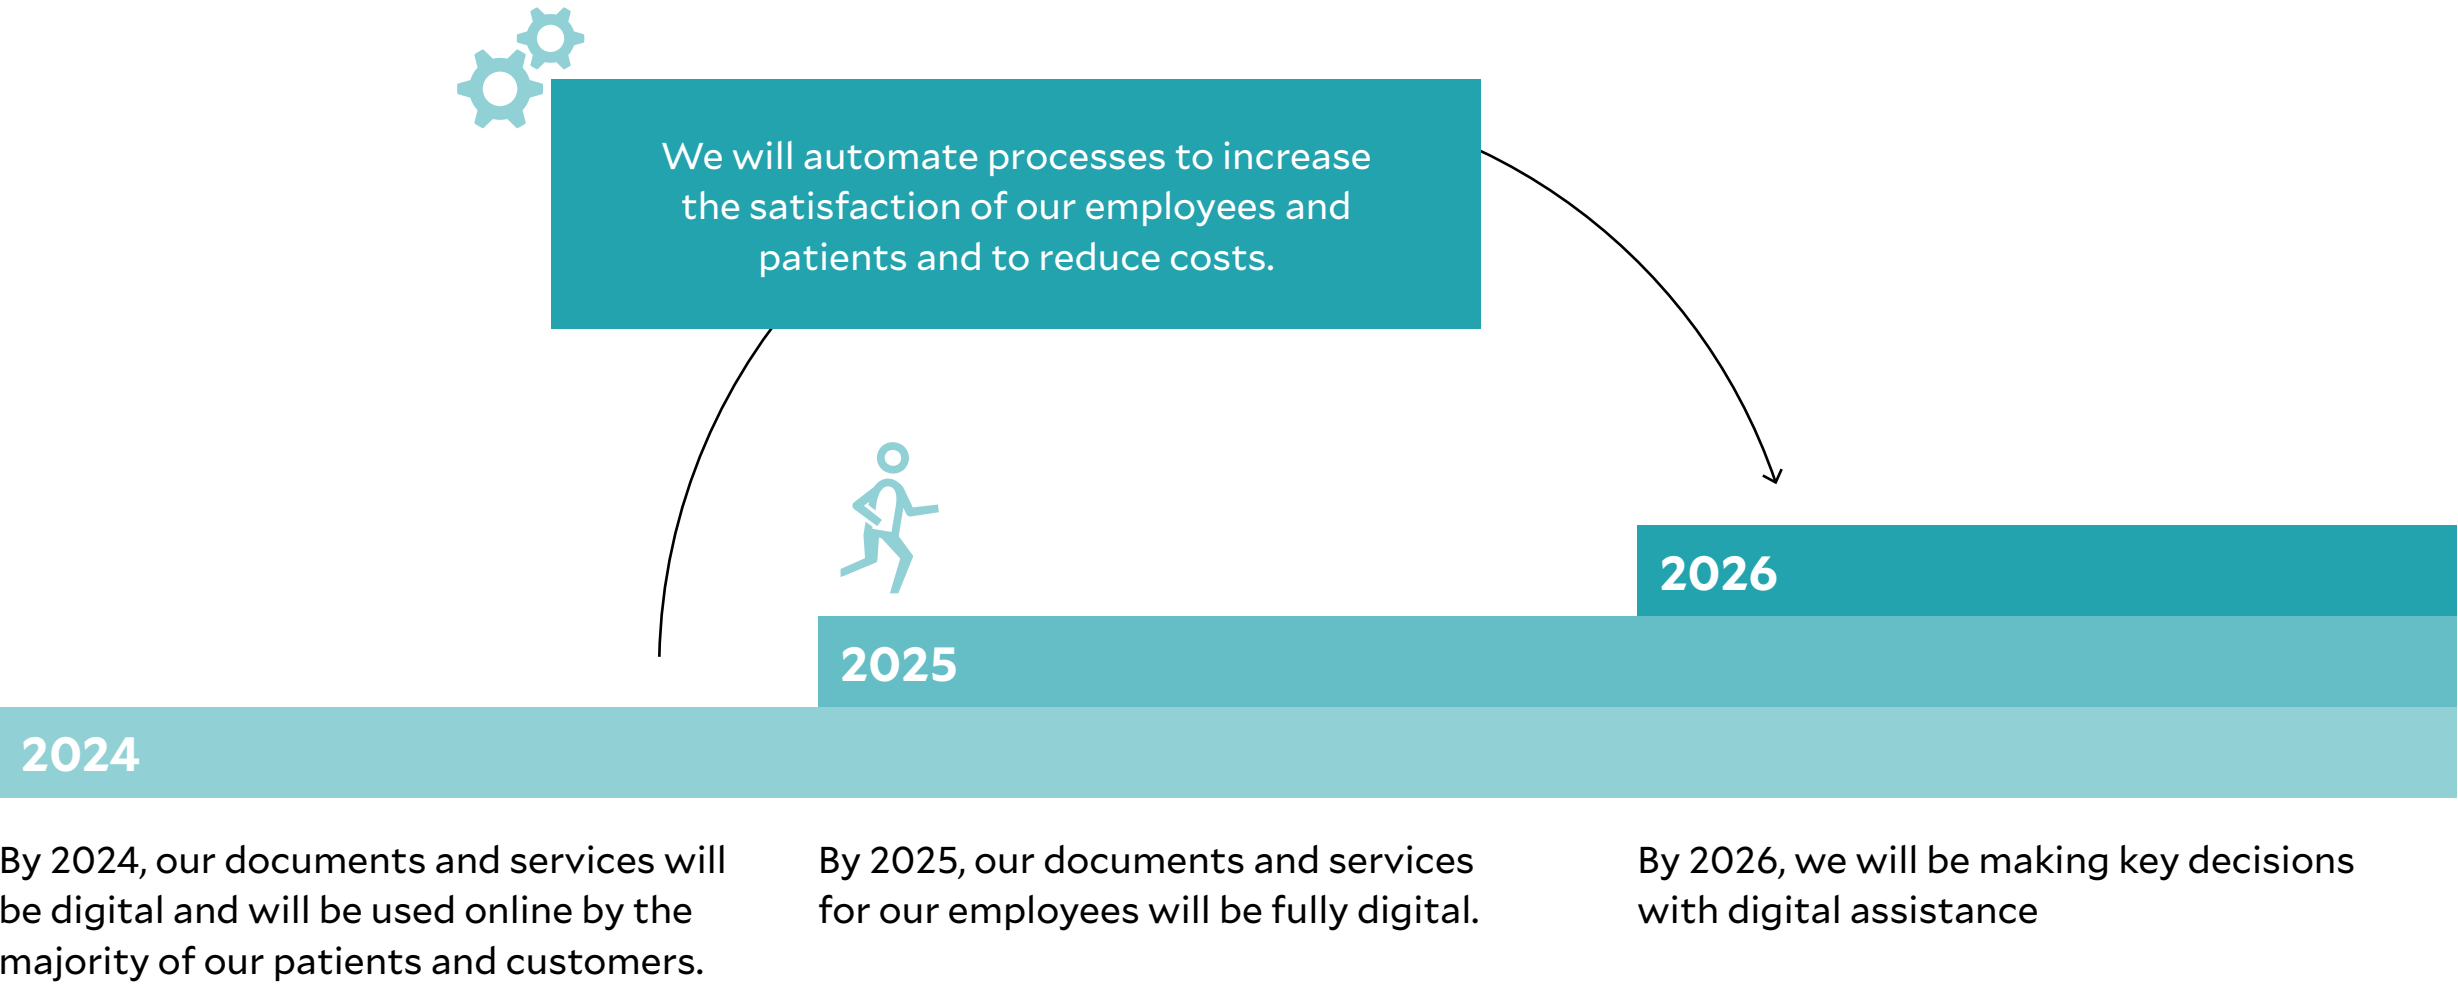 We will automate processes to increase
the satisfaction of our employees and
patients and to reduce costs.
2026
2025
2024
By 2024, our documents and services will
be digital and will be used online by the
majority of our patients and customers.
By 2025, our documents and services
for our employees will be fully digital.
By 2026, we will be making key decisions
with digital assistance